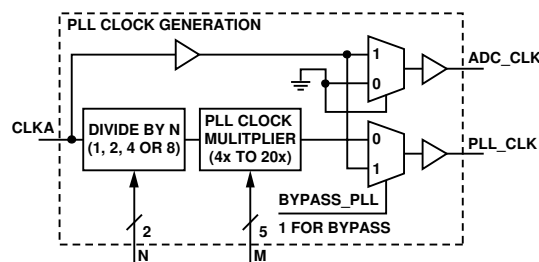 PLL CLOCK GENERATION
1
0
ADC_CLK
CLKA
DIVIDE BY N
(1, 2, 4 OR 8)
PLL CLOCK
MULITPLIER
(4x TO 20x)
0
1
PLL_CLK
BYPASS_PLL
1 FOR BYPASS
2
5
N
M